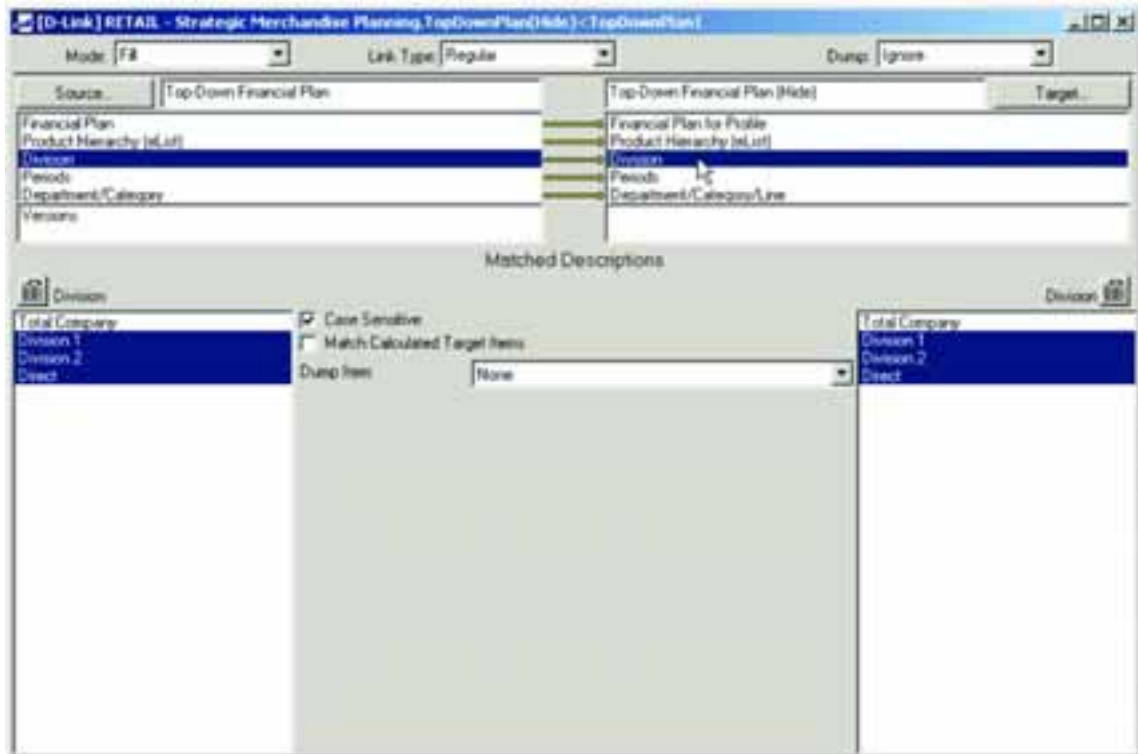 [D-Link] RETAIL - Strategic Merchandise Planning.TopDownPlan(Hide)<TopDownPlan]
Mode: Fill Link Type: Regular Dump: Ignore
Source... Top-Down Financial Plan Top-Down Financial Plan (Hide) Target...
Financial Plan Financial Plan for Profile
Product Hierarchy (eList) Product Hierarchy (eList)
Division Division
Periods Periods
Department/Category Department/Category/Line
Versions
Matched Descriptions
Division Division
Total Company Case Sensitive Total Company
Division 1 Match Calculated Target Items Division 1
Division 2 Division 2
Direct Dump Item None Direct